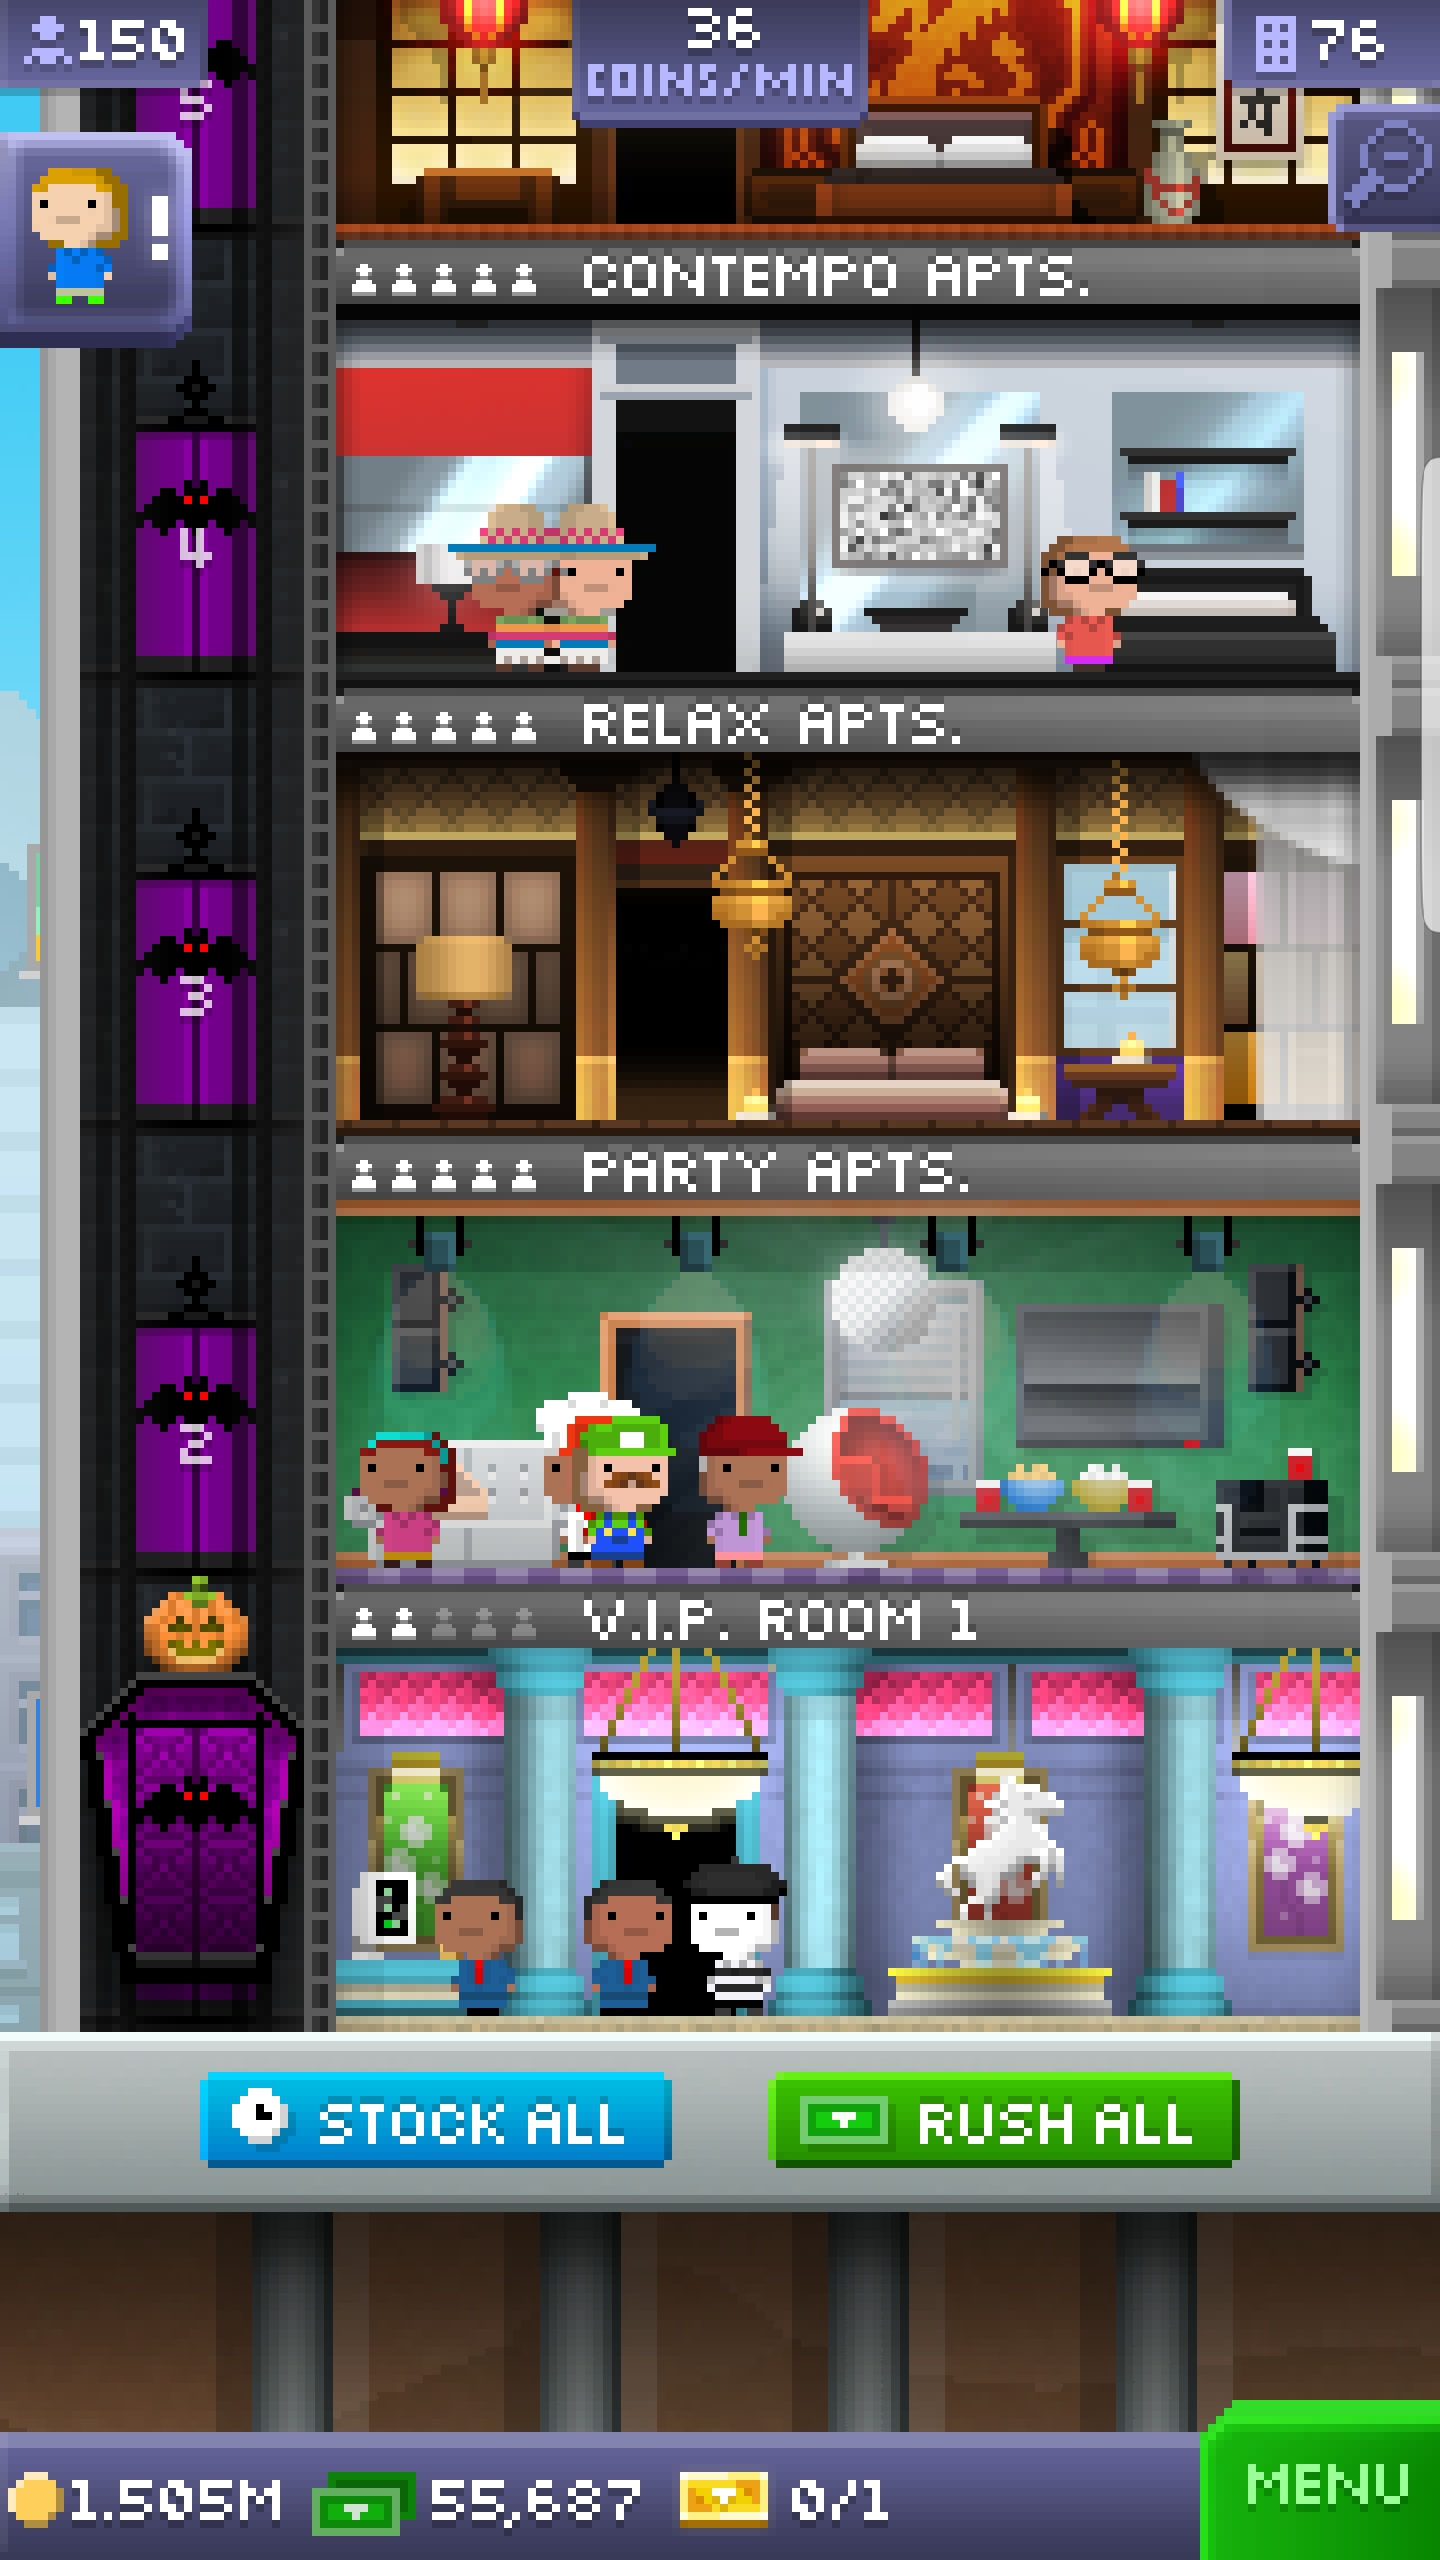 150
36
COINS/MIN
76
5
CONTEMPO APTS.
4
RELAX APTS.
3
PARTY APTS.
2
V.I.P. ROOM 1
STOCK ALL
RUSH ALL
1.505M
55,687
0/1
MENU